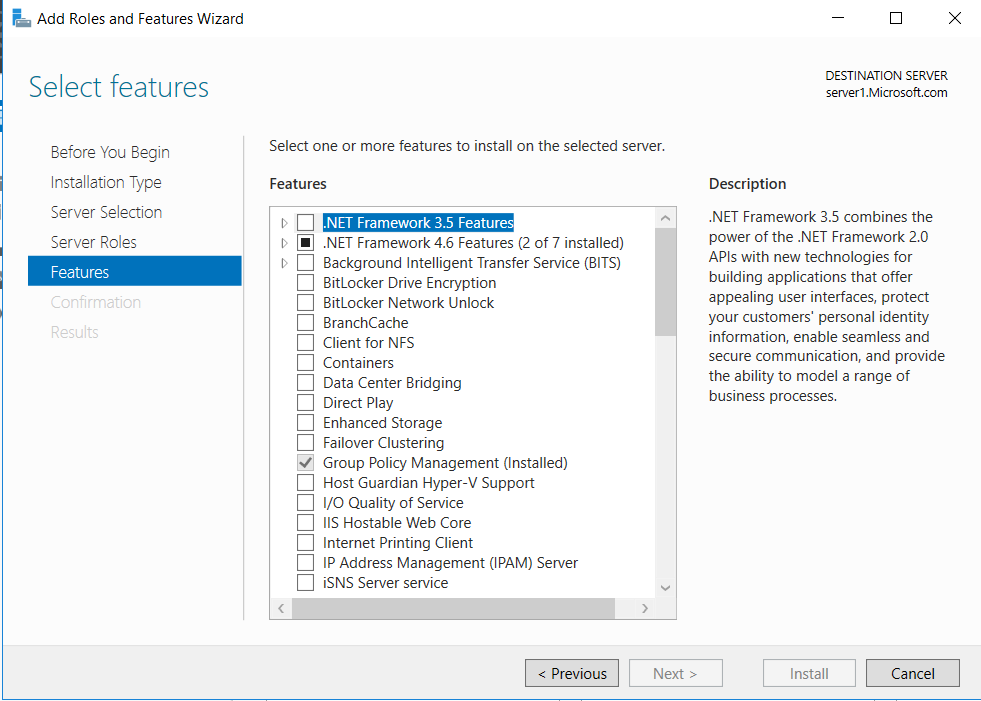 Add Roles and Features Wizard
Select features
DESTINATION SERVER
server1.Microsoft.com
Before You Begin
Installation Type
Server Selection
Server Roles
Features
Confirmation
Results
Select one or more features to install on the selected server.
Features
.NET Framework 3.5 Features
.NET Framework 4.6 Features (2 of 7 installed)
Background Intelligent Transfer Service (BITS)
BitLocker Drive Encryption
BitLocker Network Unlock
BranchCache
Client for NFS
Containers
Data Center Bridging
Direct Play
Enhanced Storage
Failover Clustering
Group Policy Management (Installed)
Host Guardian Hyper-V Support
I/O Quality of Service
IIS Hostable Web Core
Internet Printing Client
IP Address Management (IPAM) Server
iSNS Server service
Description
.NET Framework 3.5 combines the
power of the .NET Framework 2.0
APIs with new technologies for
building applications that offer
appealing user interfaces, protect
your customers' personal identity
information, enable seamless and
secure communication, and provide
the ability to model a range of
business processes.
< Previous
Next >
Install
Cancel